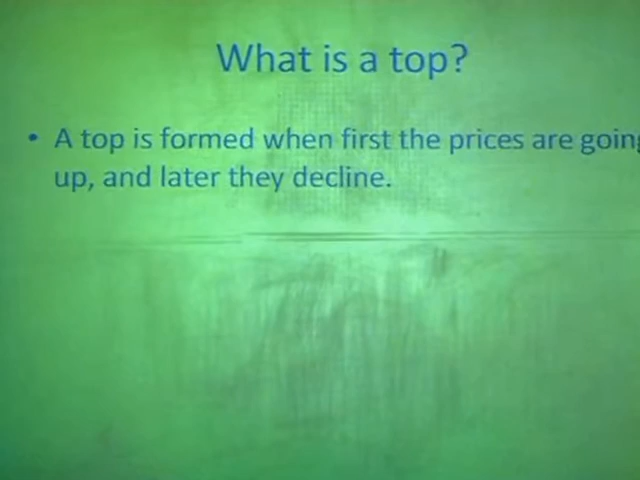 What is a top?
• A top is formed when first the prices are going
up, and later they decline.